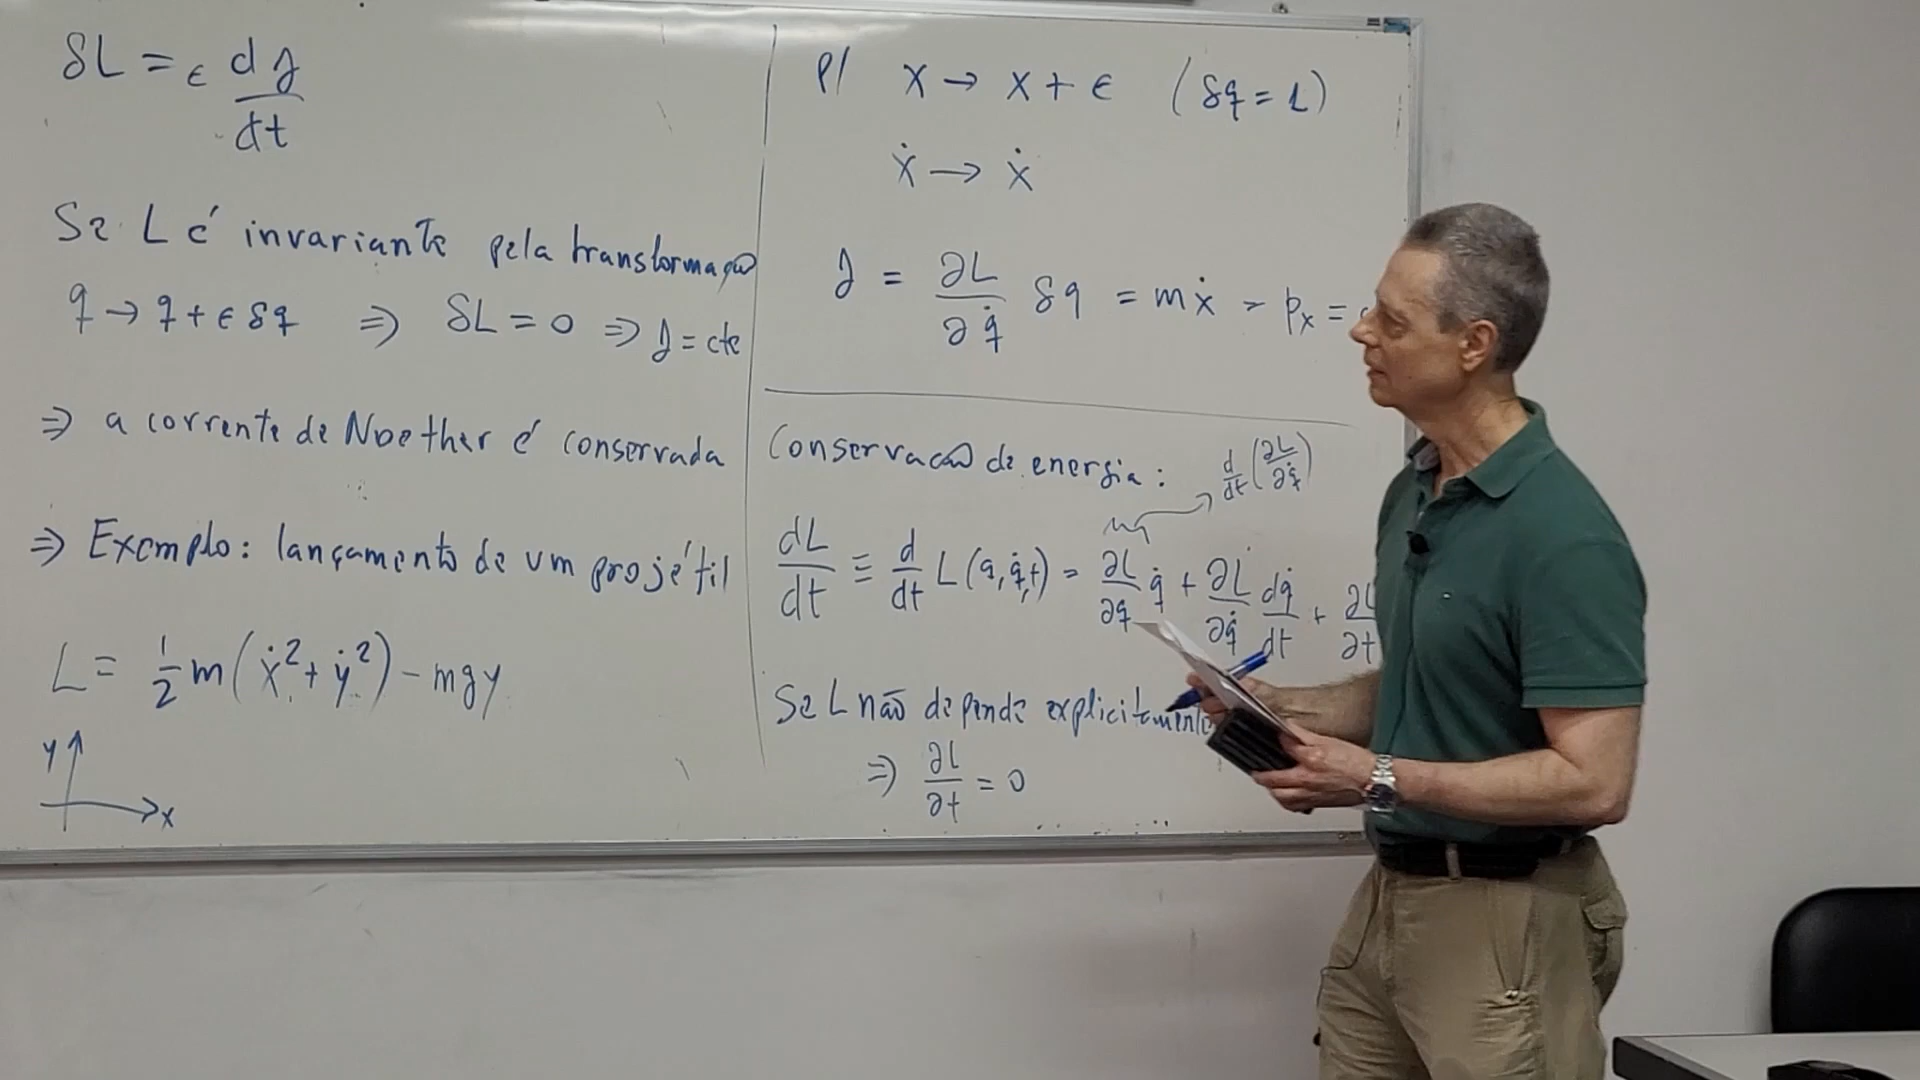 δL = ϵ dJ/dt
Se L é invariante pela transformação
q → q + ϵ δq ⇒ δL = 0 ⇒ J = cte
⇒ a corrente de Noether é conservada
⇒ Exemplo: lançamento de um projétil
L = 1/2 m (ẋ² + ẏ²) - mgy
y
x
p/ x → x + ϵ (δq = 1)
ẋ → ẋ
J = ∂L/∂q̇ δq = mẋ = pₓ =
Conservação de energia: d/dt (∂L/∂q̇)
dL/dt ≡ d/dt L(q, q̇, t) = ∂L/∂q q̇ + ∂L/∂q̇ dq̇/dt + ∂L/∂t
Se L não depende explicitamente
⇒ ∂L/∂t = 0